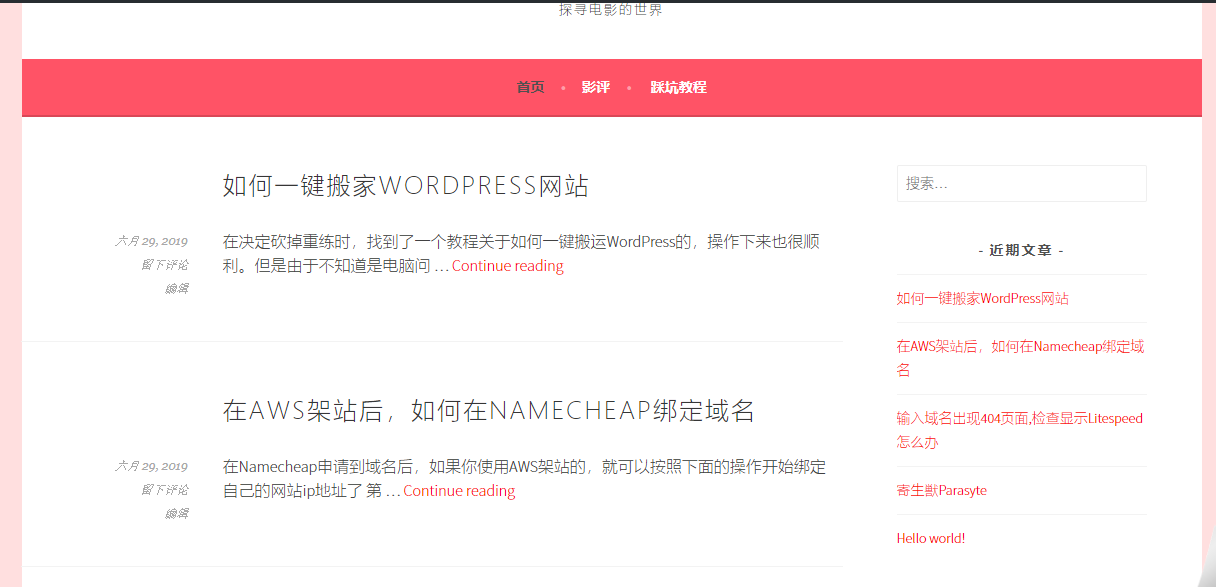 探寻电影的世界
首页 • 影评 • 踩坑教程
如何一键搬家WORDPRESS网站
六月 29, 2019
留下评论
编辑
在决定砍掉重练时，找到了一个教程关于如何一键搬运WordPress的，操作下来也很顺
利。但是由于不知道是电脑问 … Continue reading
在AWS架站后，如何在NAMECHEAP绑定域名
六月 29, 2019
留下评论
编辑
在Namecheap申请到域名后，如果你使用AWS架站的，就可以按照下面的操作开始绑定
自己的网站ip地址了 第 … Continue reading
搜索…
- 近期文章 -
如何一键搬家WordPress网站
在AWS架站后，如何在Namecheap绑定域
名
输入域名出现404页面,检查显示Litespeed
怎么办
寄生獣Parasyte
Hello world!